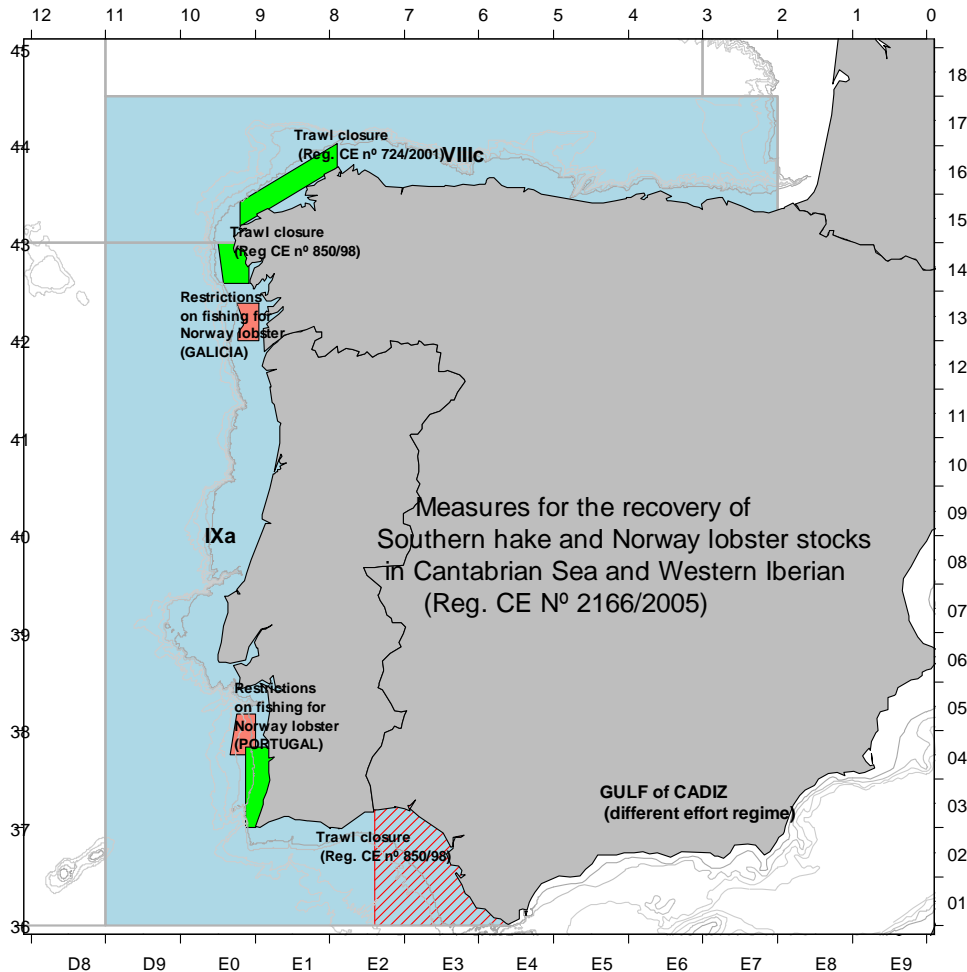 12 11 10 9 8 7 6 5 4 3 2 1 0
45
18
17
Trawl closure
(Reg. CE nº 724/2001)
VIIIc
44
16
15
Trawl closure
(Reg CE nº 850/98)
43
14
Restrictions
on fishing for
Norway lobster
(GALICIA)
13
42
12
11
41
10
Measures for the recovery of
Southern hake and Norway lobster stocks
in Cantabrian Sea and Western Iberian
(Reg. CE Nº 2166/2005)
09
IXa
40
08
07
39
06
Restrictions
on fishing for
Norway lobster
(PORTUGAL)
05
38
04
GULF of CADIZ
(different effort regime)
03
37
Trawl closure
(Reg. CE nº 850/98)
02
01
36
D8 D9 E0 E1 E2 E3 E4 E5 E6 E7 E8 E9